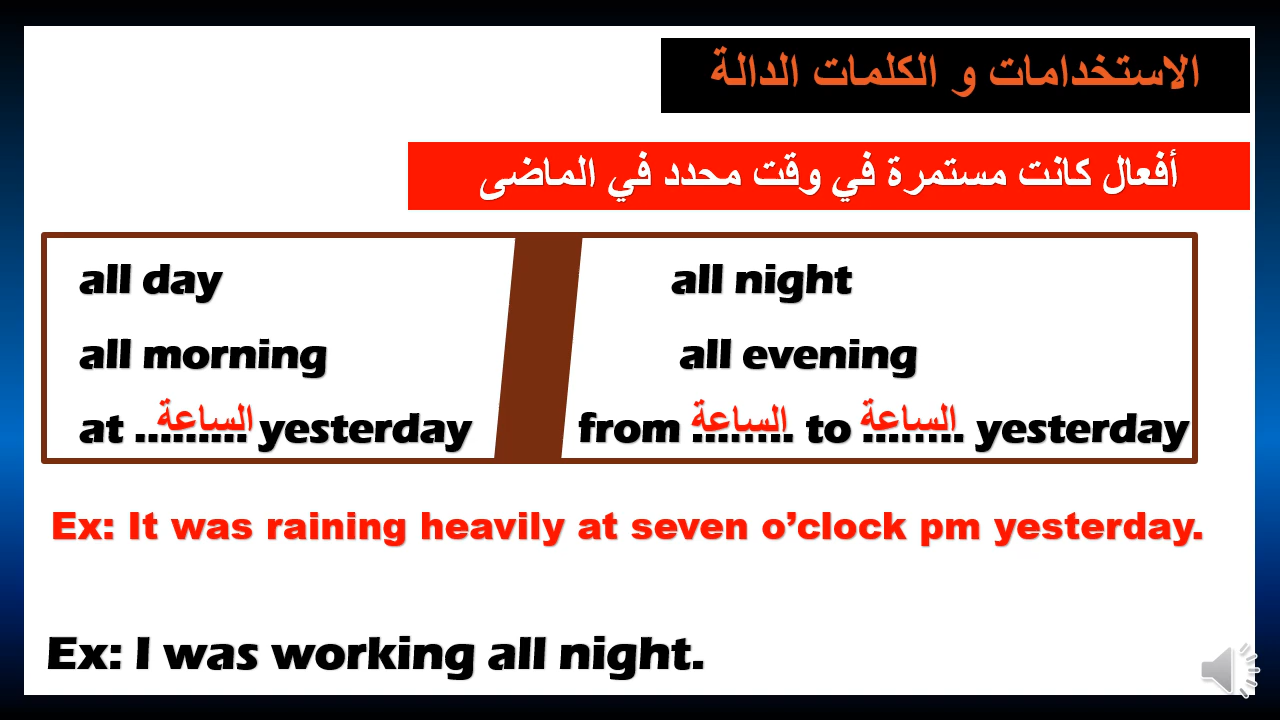 الاستخدامات و الكلمات الدالة
أفعال كانت مستمرة في وقت محدد في الماضى
all day
all night
all morning
all evening
at ......... الساعة yesterday
from ........ الساعة to ........ الساعة yesterday
Ex: It was raining heavily at seven o’clock pm yesterday.
Ex: I was working all night.